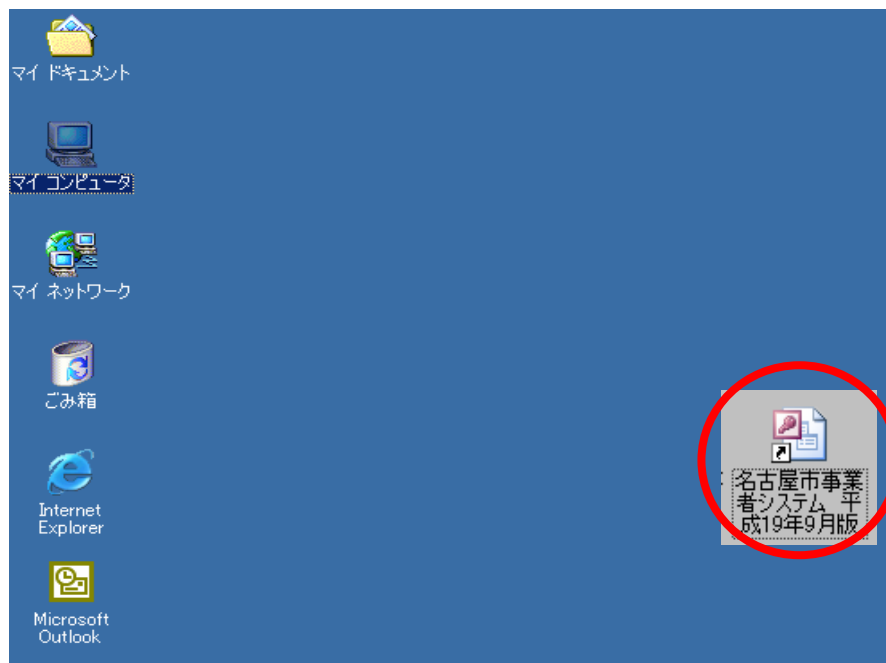 マイ ドキュメント
マイ コンピュータ
マイ ネットワーク
ごみ箱
Internet
Explorer
Microsoft
Outlook
名古屋市事業
者システム 平
成19年9月版